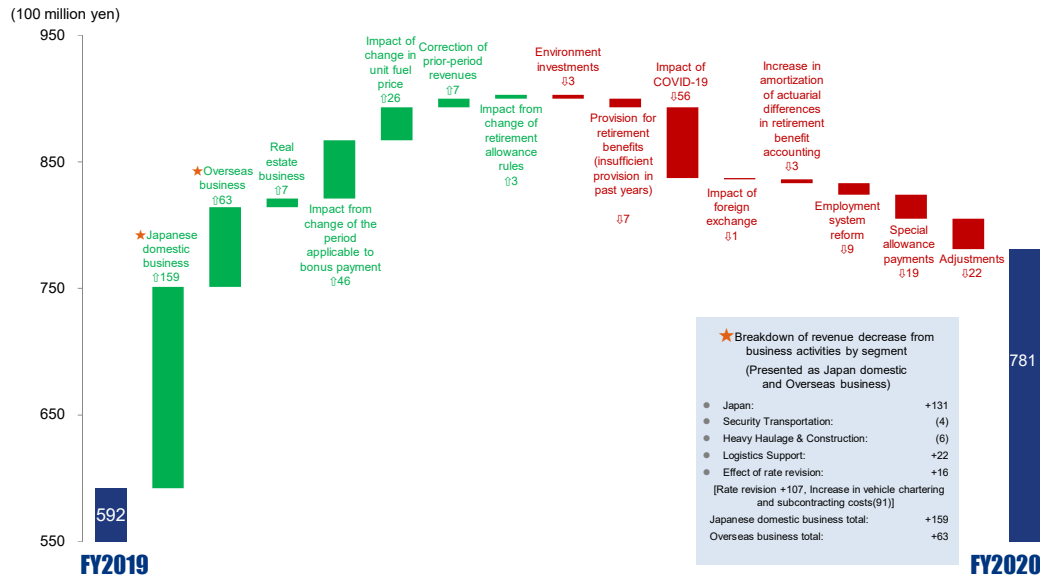 (100 million yen)
950
850
750
650
550
592
FY2019
★Japanese
domestic
business
⇧159
★Overseas
business
⇧63
Real
estate
business
⇧7
Impact from
change of the
period
applicable to
bonus payment
⇧46
Impact of
change in
unit fuel
price
⇧26
Correction of
prior-period
revenues
⇧7
Impact from
change of
retirement
allowance
rules
⇧3
Environment
investments
⇩3
Provision for
retirement
benefits
(insufficient
provision in
past years)
⇩7
Impact of
COVID-19
⇩56
Impact of
foreign
exchange
⇩1
Increase in
amortization
of actuarial
differences
in retirement
benefit
accounting
⇩3
Employment
system
reform
⇩9
Special
allowance
payments
⇩19
Adjustments
⇩22
781
FY2020
★Breakdown of revenue decrease from
business activities by segment
(Presented as Japan domestic
and Overseas business)
● Japan: +131
● Security Transportation: (4)
● Heavy Haulage & Construction: (6)
● Logistics Support: +22
● Effect of rate revision: +16
[Rate revision +107, Increase in vehicle chartering
and subcontracting costs(91)]
Japanese domestic business total: +159
Overseas business total: +63